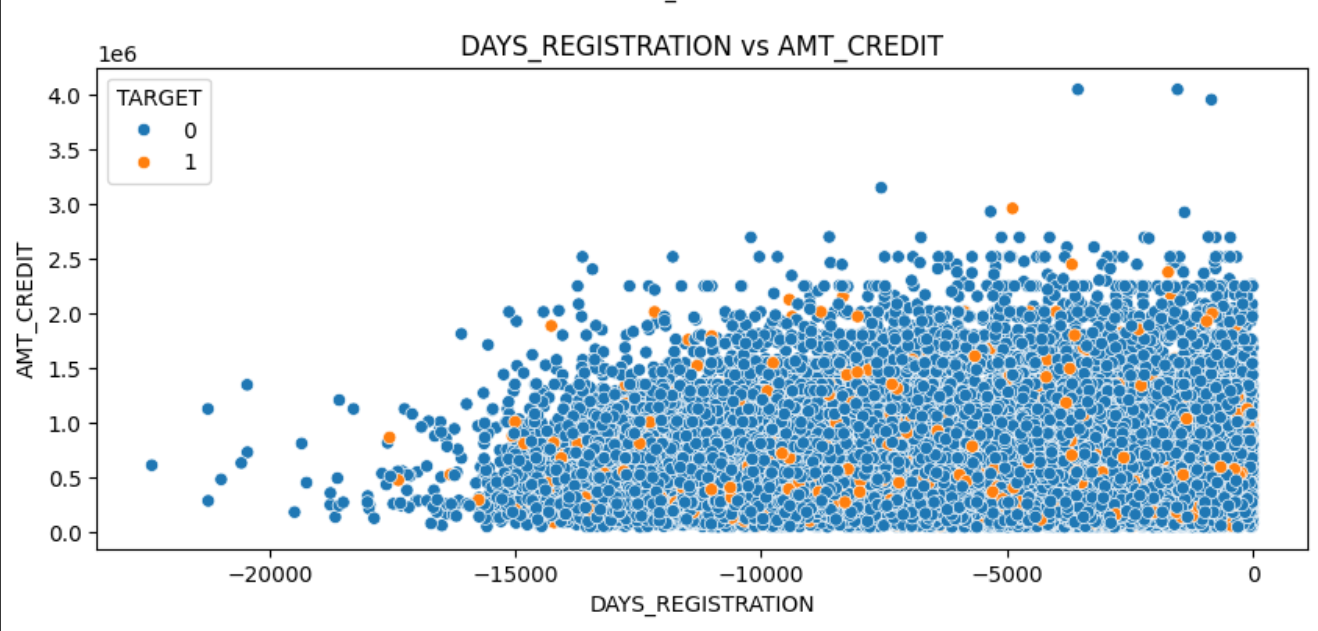 DAYS_REGISTRATION vs AMT_CREDIT
1e6
TARGET
0
1
4.0
3.5
3.0
2.5
2.0
1.5
1.0
0.5
0.0
AMT_CREDIT
−20000 −15000 −10000 −5000 0
DAYS_REGISTRATION